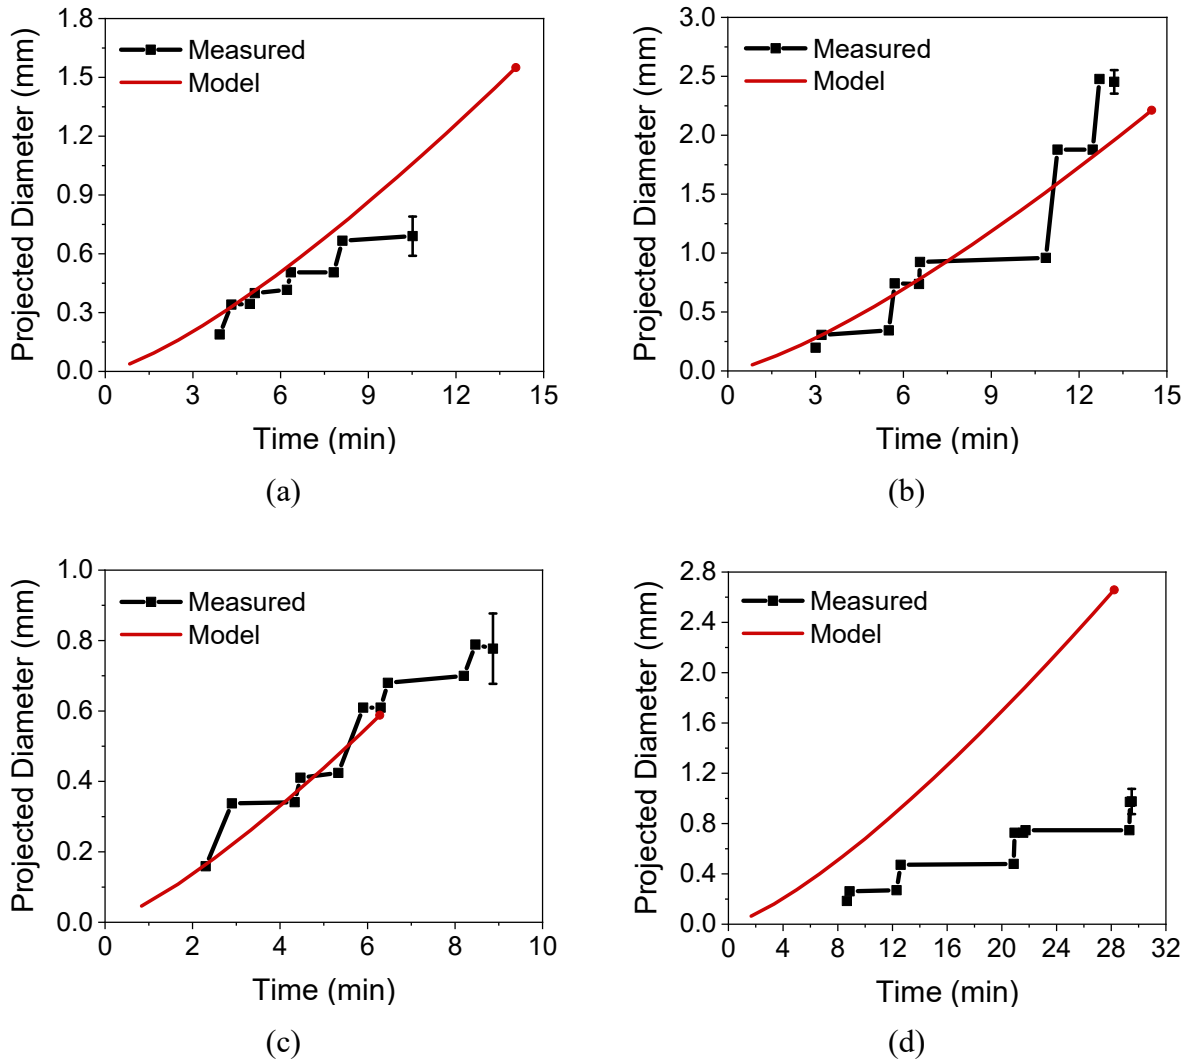 1.8
1.5
1.2
0.9
0.6
0.3
0.0
0 3 6 9 12 15
Projected Diameter (mm)
Time (min)
Measured
Model
(a)
3.0
2.5
2.0
1.5
1.0
0.5
0.0
0 3 6 9 12 15
Projected Diameter (mm)
Time (min)
Measured
Model
(b)
1.0
0.8
0.6
0.4
0.2
0.0
0 2 4 6 8 10
Projected Diameter (mm)
Time (min)
Measured
Model
(c)
2.8
2.4
2.0
1.6
1.2
0.8
0.4
0.0
0 4 8 12 16 20 24 28 32
Projected Diameter (mm)
Time (min)
Measured
Model
(d)